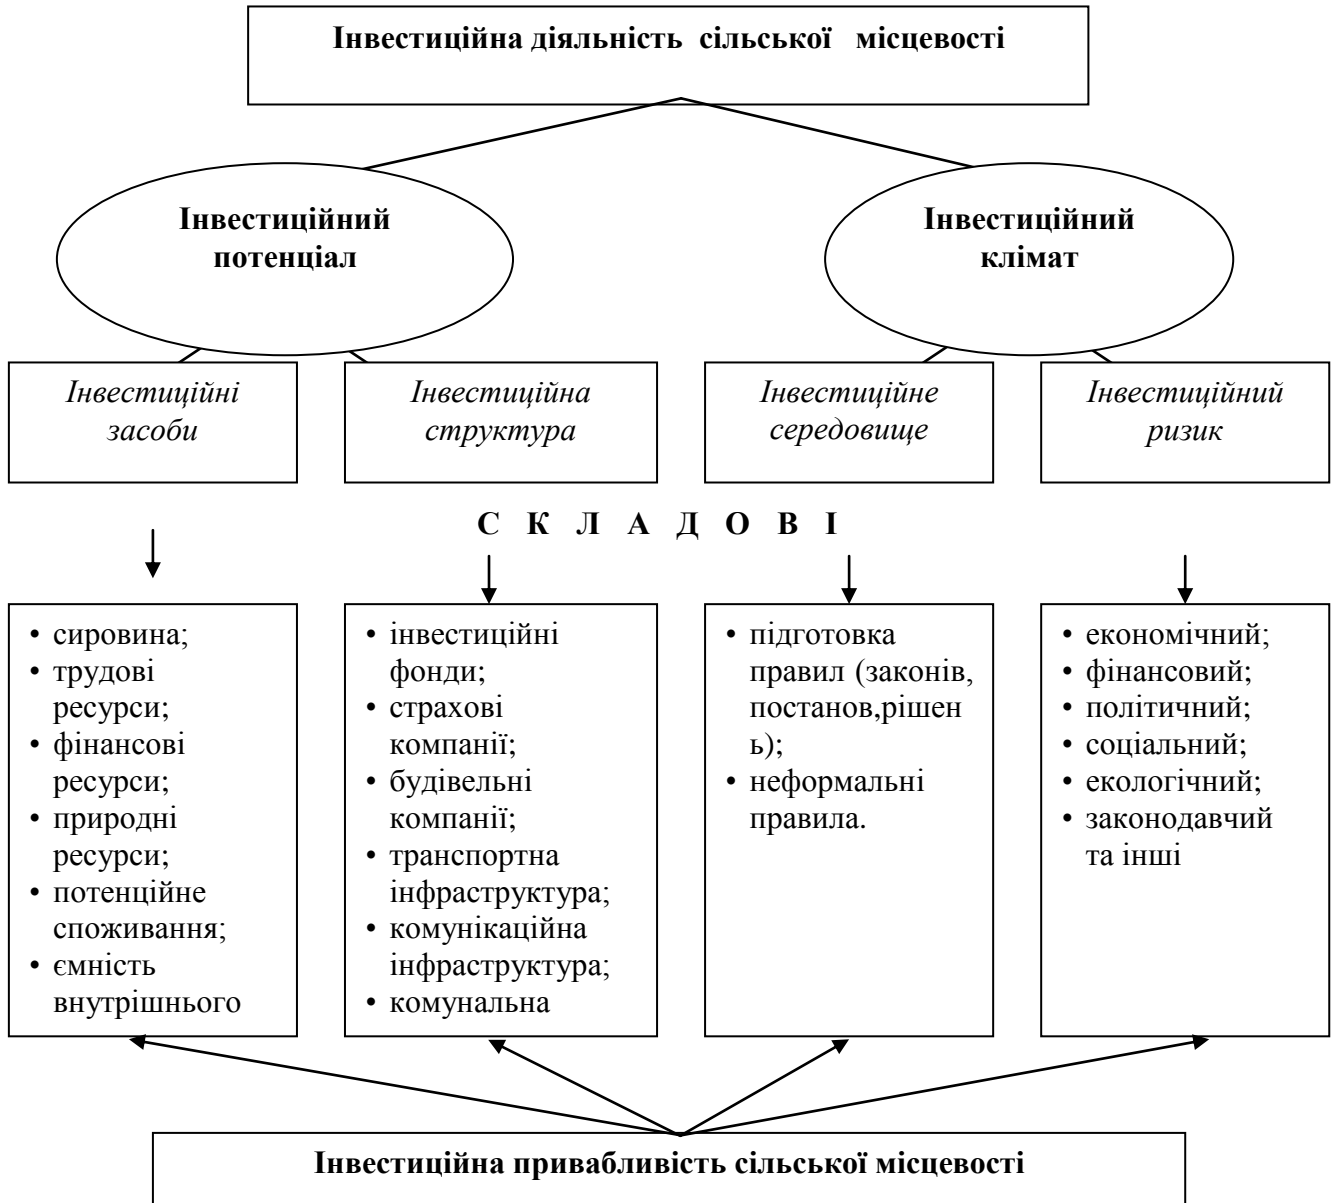 Інвестиційна діяльність сільської місцевості
Інвестиційний
потенціал
Інвестиційний
клімат
Інвестиційні
засоби
Інвестиційна
структура
Інвестиційне
середовище
Інвестиційний
ризик
С К Л А Д О В І
• сировина;
• трудові
ресурси;
• фінансові
ресурси;
• природні
ресурси;
• потенційне
споживання;
• ємність
внутрішнього
• інвестиційні
фонди;
• страхові
компанії;
• будівельні
компанії;
• транспортна
інфраструктура;
• комунікаційна
інфраструктура;
• комунальна
• підготовка
правил (законів,
постанов,рішен
ь);
• неформальні
правила.
• економічний;
• фінансовий;
• політичний;
• соціальний;
• екологічний;
• законодавчий
та інші
Інвестиційна привабливість сільської місцевості